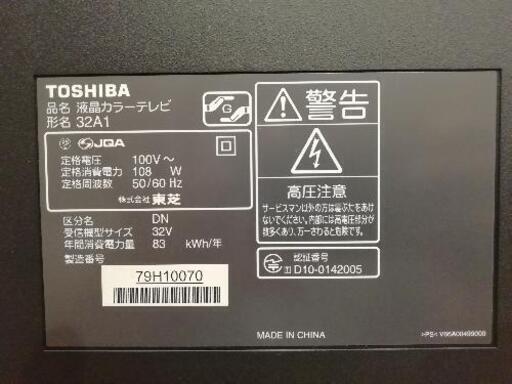 TOSHIBA
品名 液晶カラーテレビ
形名 32A1
G
JQA
定格電圧 100V～
定格消費電力 108 W
定格周波数 50/60 Hz
株式会社 東芝
区分名 DN
受信機型サイズ 32V
年間消費電力量 83 kWh/年
製造番号
79H10070
警告
高圧注意
サービスマン以外の方は裏ぶたをあけ
ないでください。内部には高電圧部分が
数多くあり、万一さわると危険です。
認証番号
D10-0142005
MADE IN CHINA
>PS<